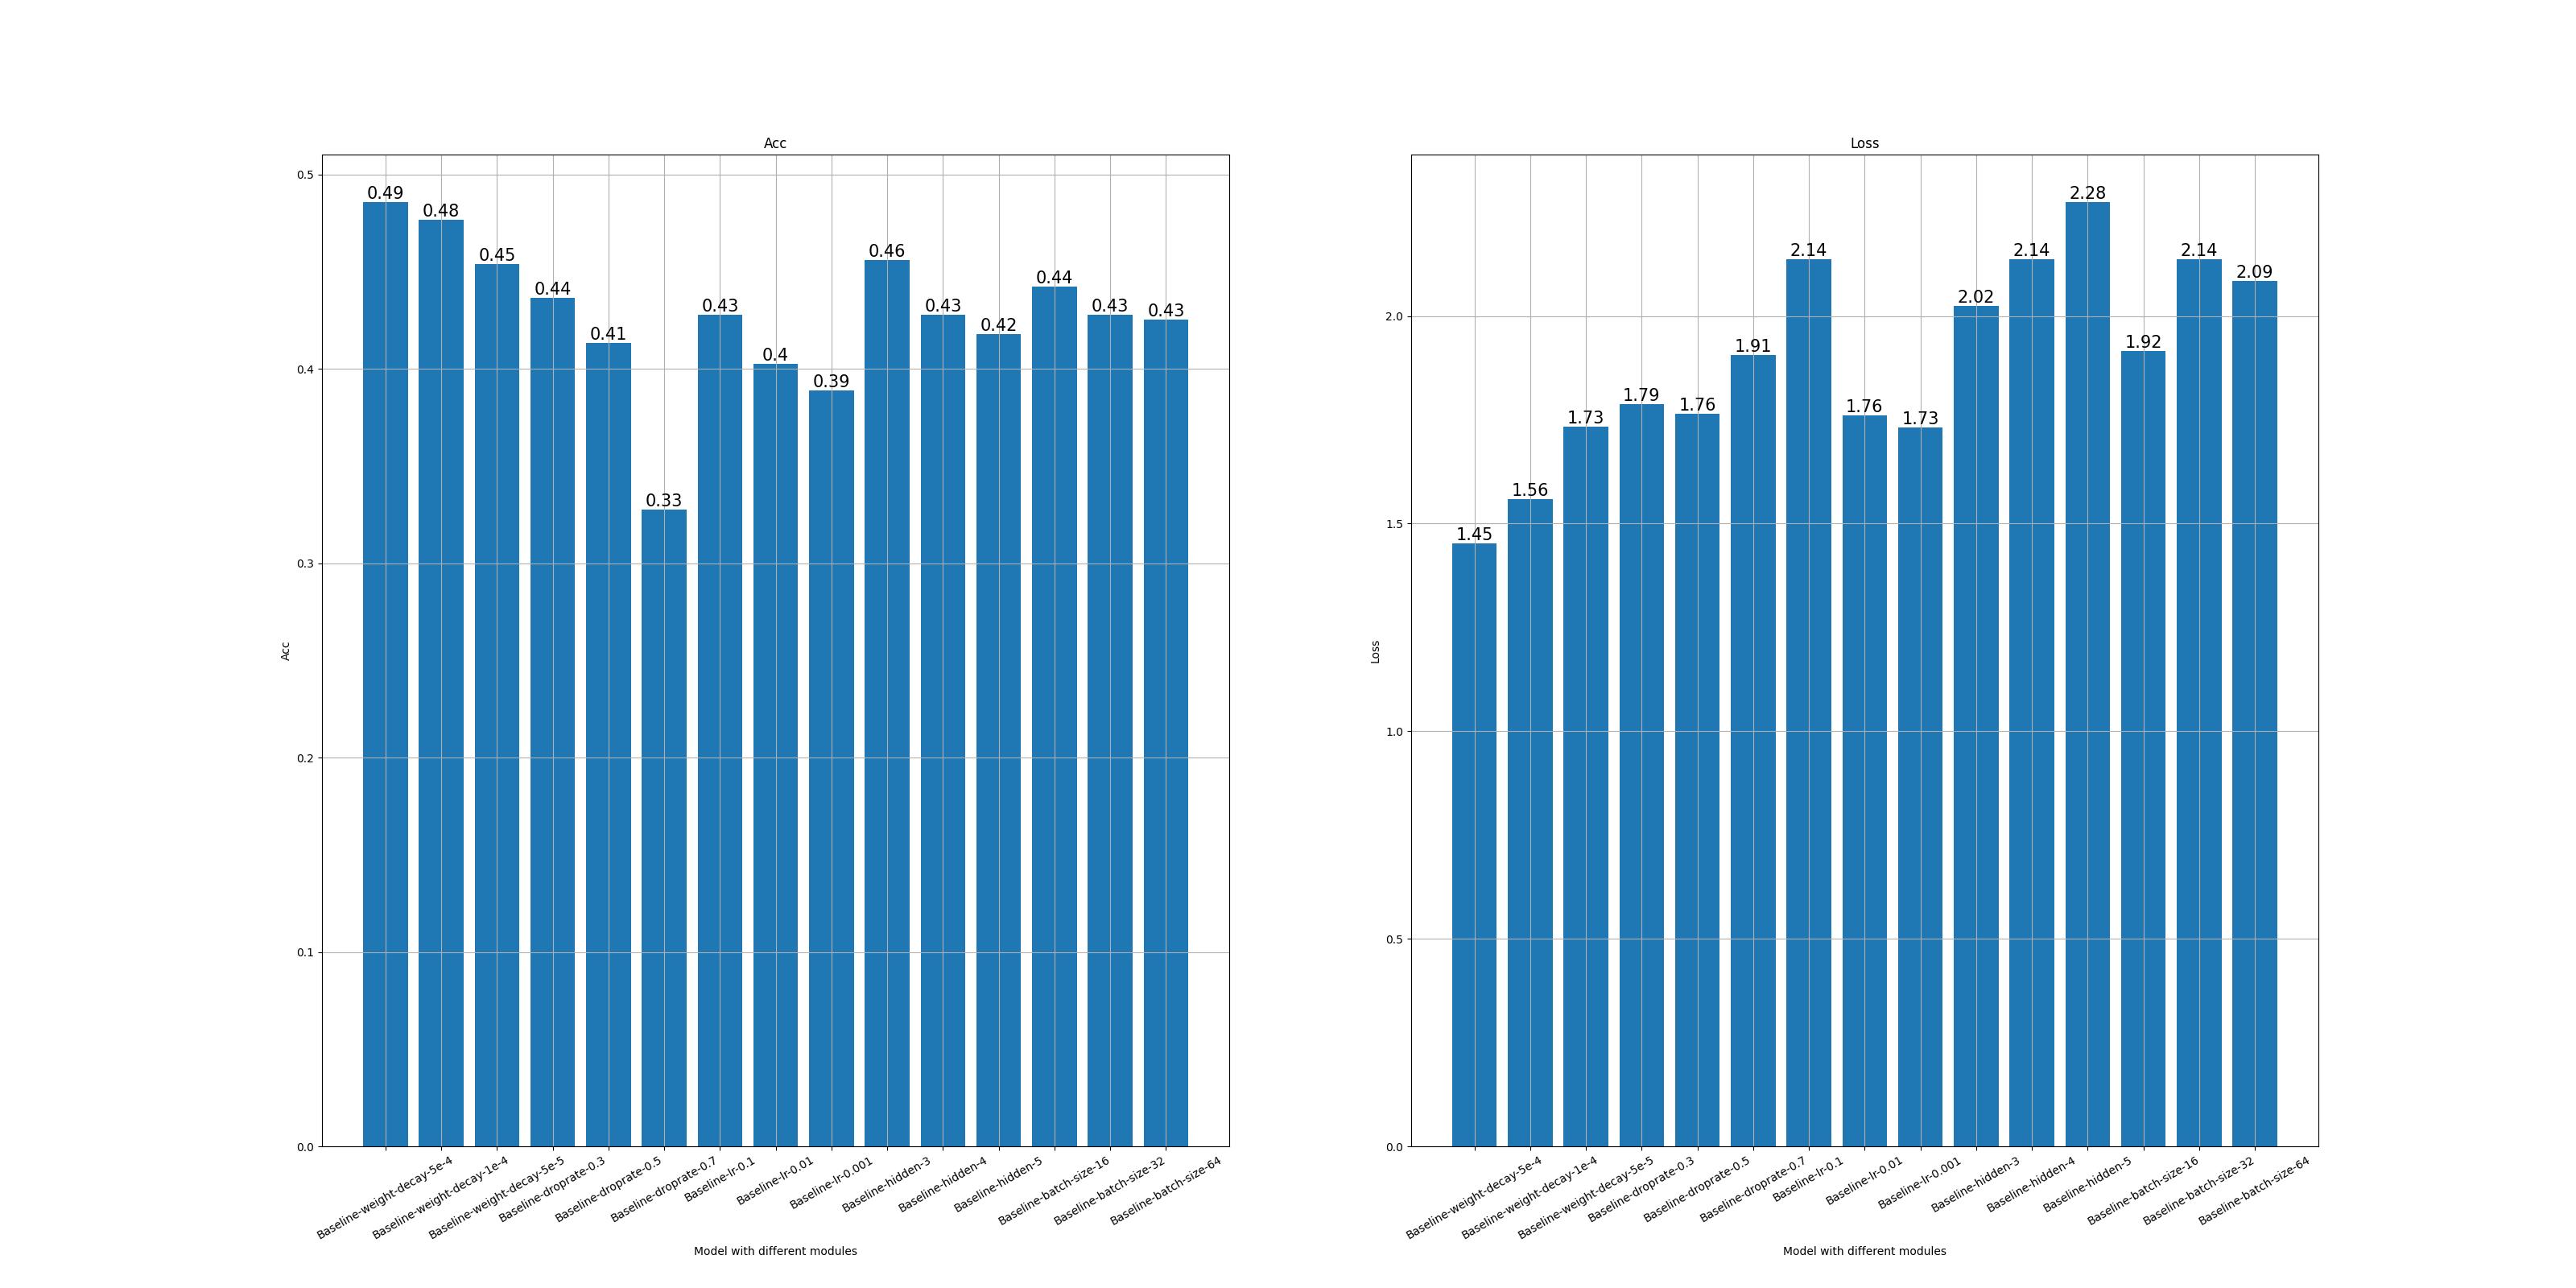 Acc
0.5
0.4
0.3
0.2
0.1
0.0
Acc
0.49
0.48
0.45
0.44
0.41
0.33
0.43
0.4
0.39
0.46
0.43
0.42
0.44
0.43
0.43
Baseline-weight-decay-5e-4
Baseline-weight-decay-1e-4
Baseline-weight-decay-5e-5
Baseline-droprate-0.3
Baseline-droprate-0.5
Baseline-droprate-0.7
Baseline-lr-0.1
Baseline-lr-0.01
Baseline-lr-0.001
Baseline-hidden-3
Baseline-hidden-4
Baseline-hidden-5
Baseline-batch-size-16
Baseline-batch-size-32
Baseline-batch-size-64
Model with different modules
Loss
2.0
1.5
1.0
0.5
0.0
Loss
1.45
1.56
1.73
1.79
1.76
1.91
2.14
1.76
1.73
2.02
2.14
2.28
1.92
2.14
2.09
Baseline-weight-decay-5e-4
Baseline-weight-decay-1e-4
Baseline-weight-decay-5e-5
Baseline-droprate-0.3
Baseline-droprate-0.5
Baseline-droprate-0.7
Baseline-lr-0.1
Baseline-lr-0.01
Baseline-lr-0.001
Baseline-hidden-3
Baseline-hidden-4
Baseline-hidden-5
Baseline-batch-size-16
Baseline-batch-size-32
Baseline-batch-size-64
Model with different modules